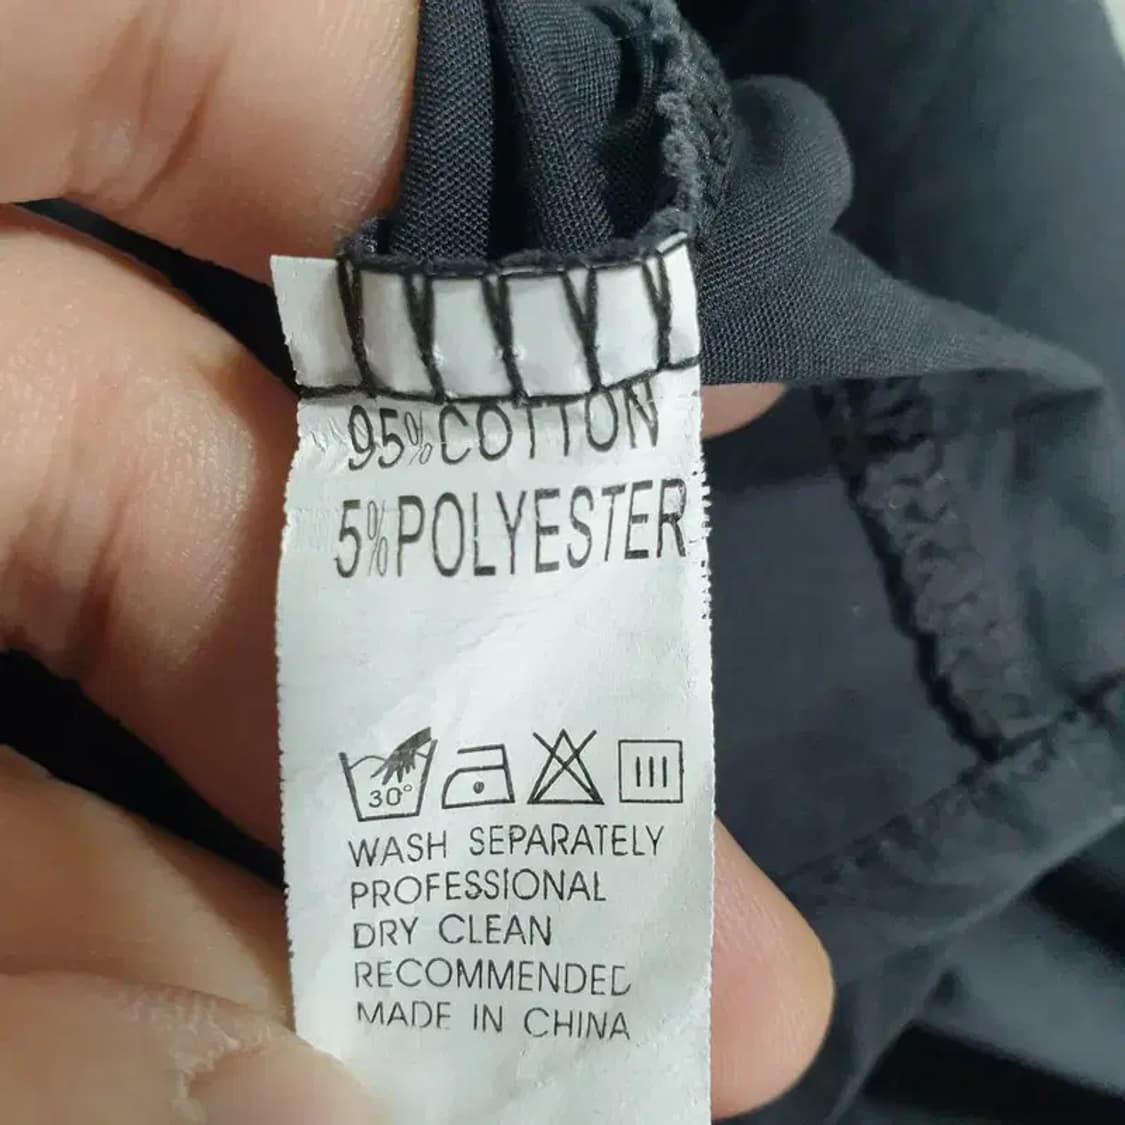 95%COTTON
5%POLYESTER
30°
WASH SEPARATELY
PROFESSIONAL
DRY CLEAN
RECOMMENDED
MADE IN CHINA